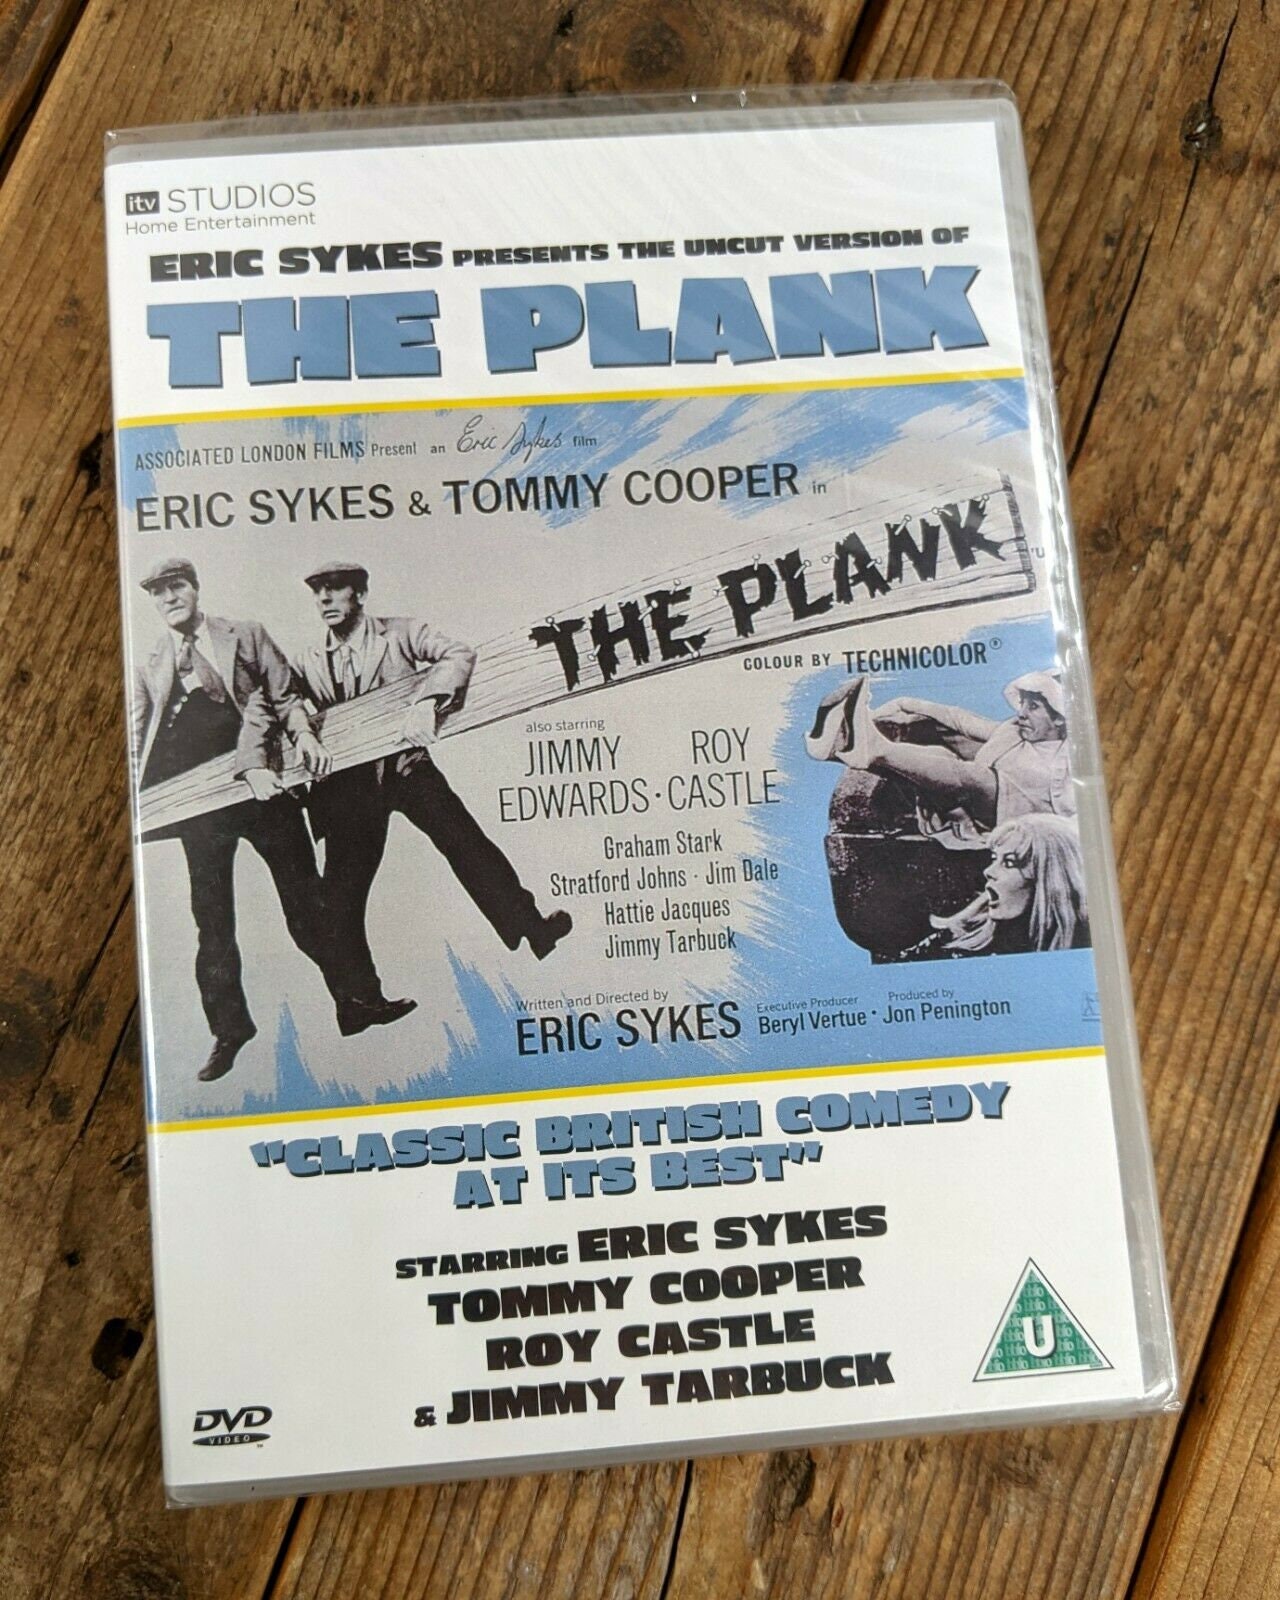 itv STUDIOS
Home Entertainment
ERIC SYKES PRESENTS THE UNCUT VERSION OF
THE PLANK
ASSOCIATED LONDON FILMS Present an Eric Sykes film
ERIC SYKES & TOMMY COOPER in
THE PLANK
'U'
COLOUR BY TECHNICOLOR®
also starring
JIMMY EDWARDS · ROY CASTLE
Graham Stark
Stratford Johns · Jim Dale
Hattie Jacques
Jimmy Tarbuck
Written and Directed by
ERIC SYKES
Executive Producer
Beryl Vertue ·
Produced by
Jon Penington
"CLASSIC BRITISH COMEDY
AT ITS BEST"
STARRING ERIC SYKES
TOMMY COOPER
ROY CASTLE
& JIMMY TARBUCK
DVD
VIDEO
TM
U